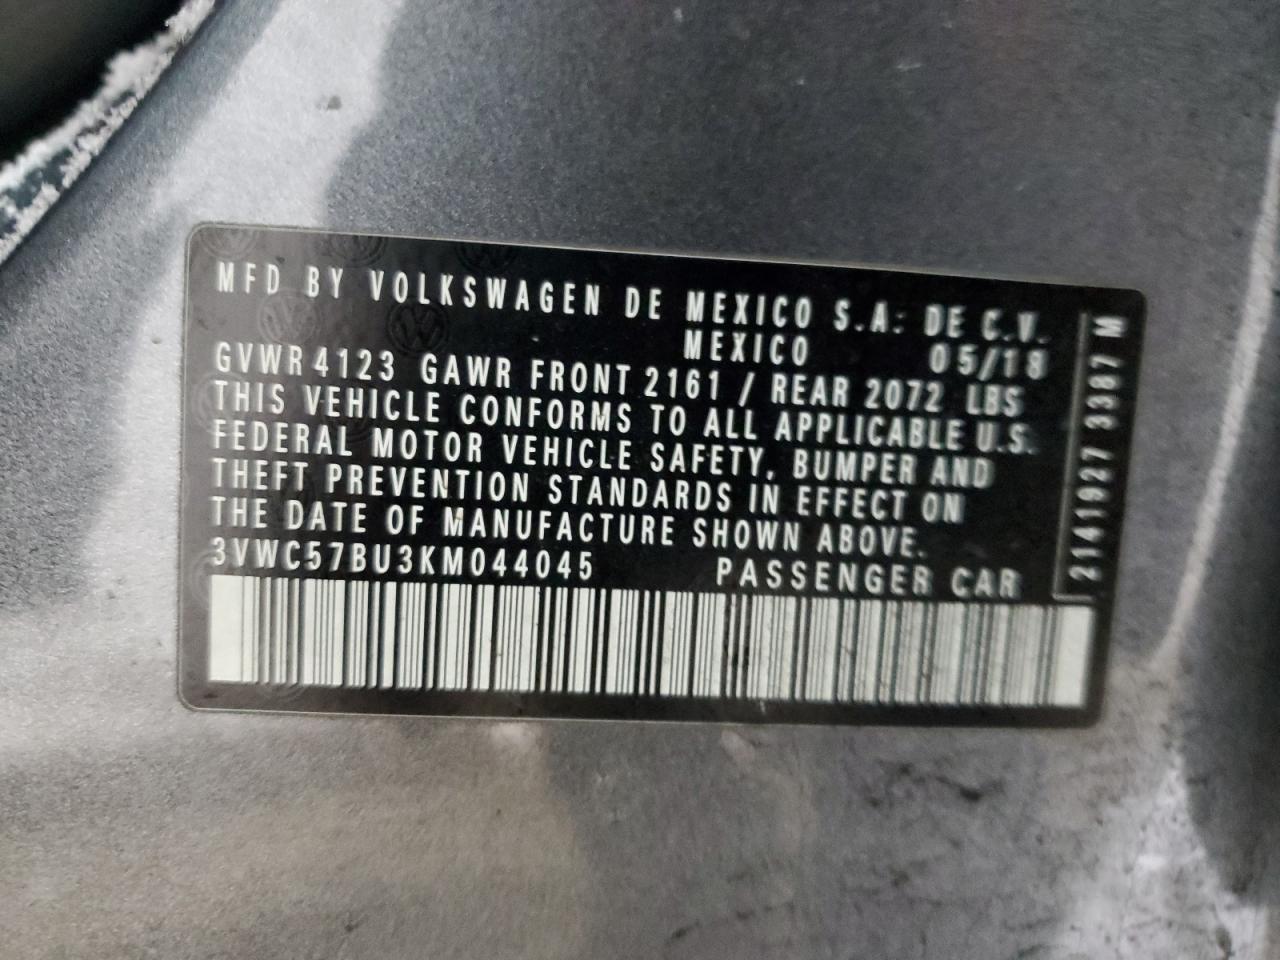 MFD BY VOLKSWAGEN DE MEXICO S.A. DE C.V.
MEXICO 05/18
GVWR 4123 GAWR FRONT 2161 / REAR 2072 LBS
THIS VEHICLE CONFORMS TO ALL APPLICABLE U.S.
FEDERAL MOTOR VEHICLE SAFETY, BUMPER AND
THEFT PREVENTION STANDARDS IN EFFECT ON
THE DATE OF MANUFACTURE SHOWN ABOVE.
3VWC57BU3KM044045 PASSENGER CAR
2141927 3387 M